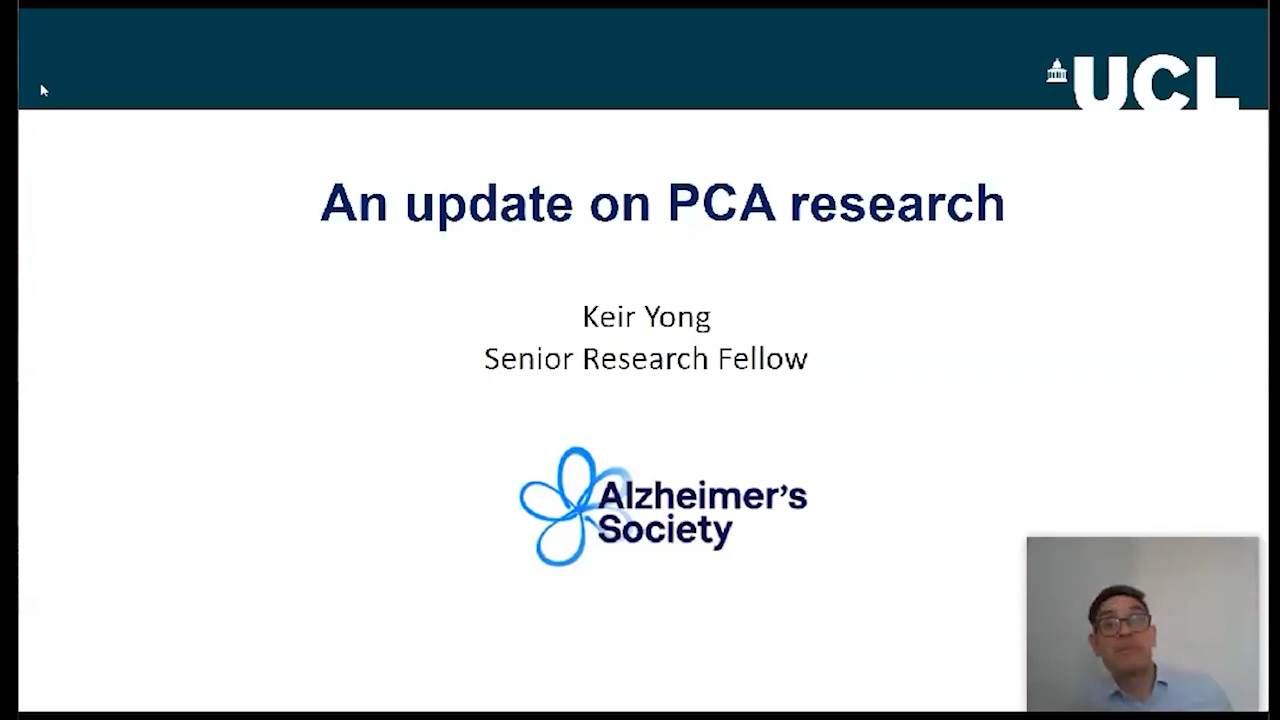 UCL
An update on PCA research
Keir Yong
Senior Research Fellow
Alzheimer's
Society